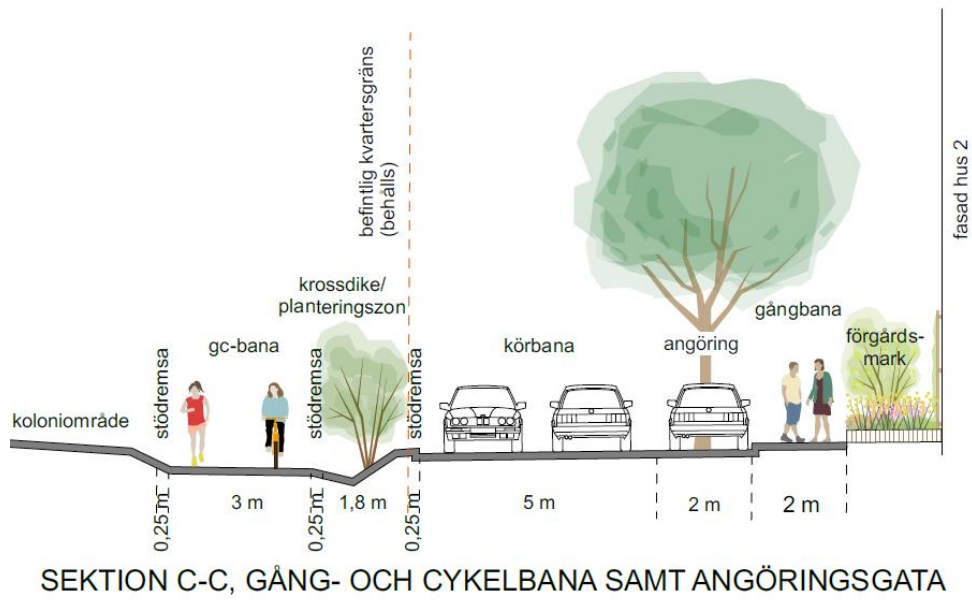 befintlig kvartersgräns
(behålls)
fasad hus 2
krossdike/
planteringszon
gångbana
gc-bana
körbana
angöring
förgårds-
mark
koloniområde
stödremsa
stödremsa
stödremsa
0,25 m
3 m
0,25 m
1,8 m
0,25 m
5 m
2 m
2 m
SEKTION C-C, GÅNG- OCH CYKELBANA SAMT ANGÖRINGSGATA